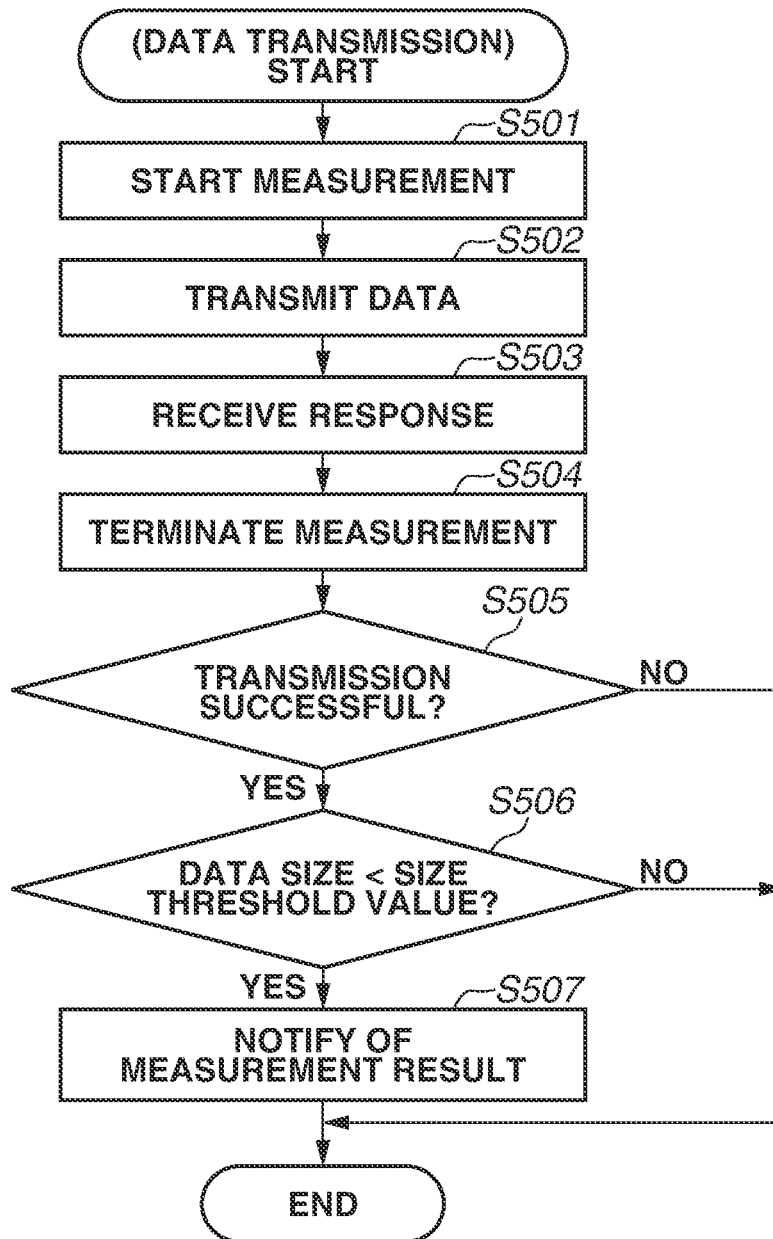 (DATA TRANSMISSION)
START
S501
START MEASUREMENT
S502
TRANSMIT DATA
S503
RECEIVE RESPONSE
S504
TERMINATE MEASUREMENT
S505
TRANSMISSION
SUCCESSFUL?
NO
YES
S506
DATA SIZE < SIZE
THRESHOLD VALUE?
NO
YES
S507
NOTIFY OF
MEASUREMENT RESULT
END